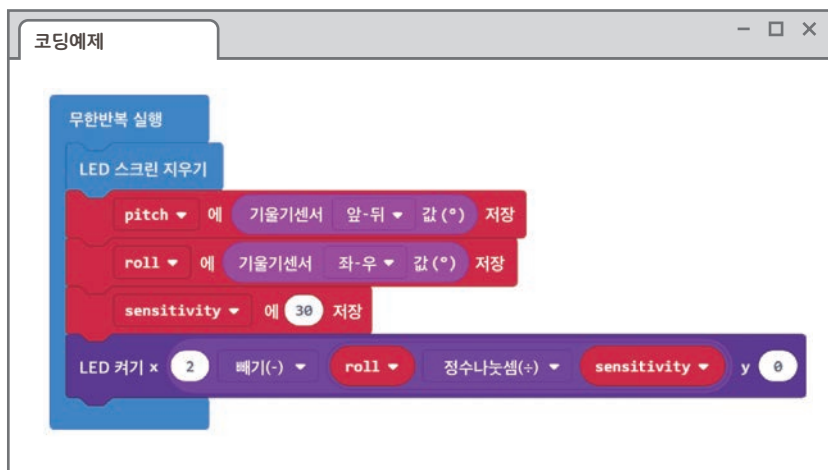 코딩예제
무한반복 실행
LED 스크린 지우기
pitch 에 기울기센서 앞-뒤 값(°) 저장
roll 에 기울기센서 좌-우 값(°) 저장
sensitivity 에 30 저장
LED 켜기 x 2 빼기(-) roll 정수나눗셈(÷) sensitivity y 0